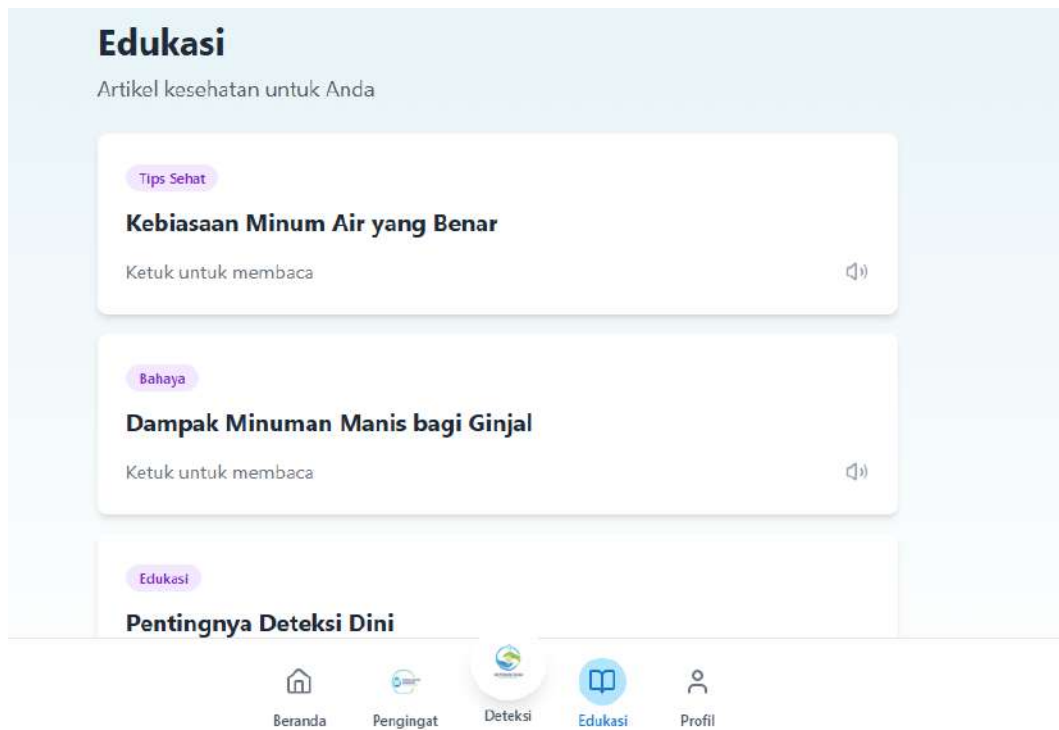 Edukasi
Artikel kesehatan untuk Anda
Tips Sehat
Kebiasaan Minum Air yang Benar
Ketuk untuk membaca
Bahaya
Dampak Minuman Manis bagi Ginjal
Ketuk untuk membaca
Edukasi
Pentingnya Deteksi Dini
Beranda
Pengingat
Deteksi
Edukasi
Profil